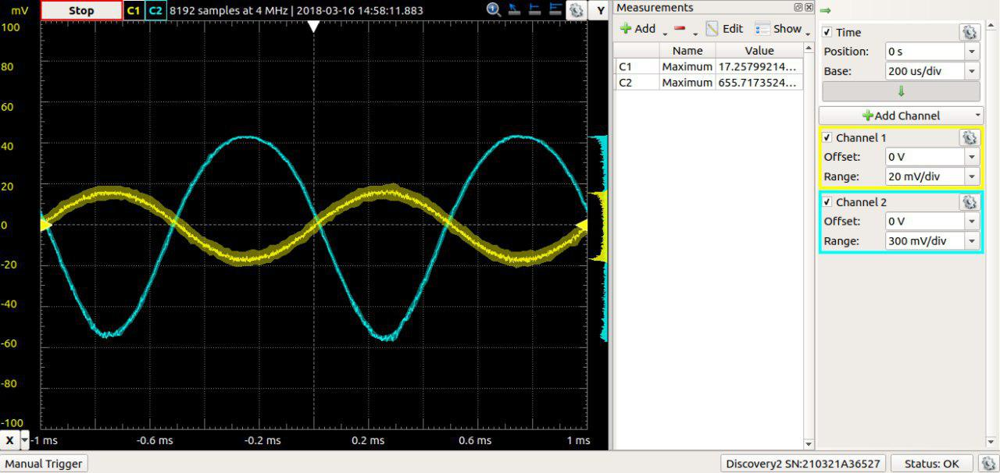 mV Stop C1 C2 8192 samples at 4 MHz | 2018-03-16 14:58:11.883 Y
100
80
60
40
20
0
-20
-40
-60
-80
-100
X -1 ms -0.6 ms -0.2 ms 0.2 ms 0.6 ms 1 ms
Measurements
Add Edit Show
Name Value
C1 Maximum 17.25799214...
C2 Maximum 655.7173524...
Time
Position: 0 s
Base: 200 us/div
Add Channel
Channel 1
Offset: 0 V
Range: 20 mV/div
Channel 2
Offset: 0 V
Range: 300 mV/div
Manual Trigger Discovery2 SN:210321A36527 Status: OK